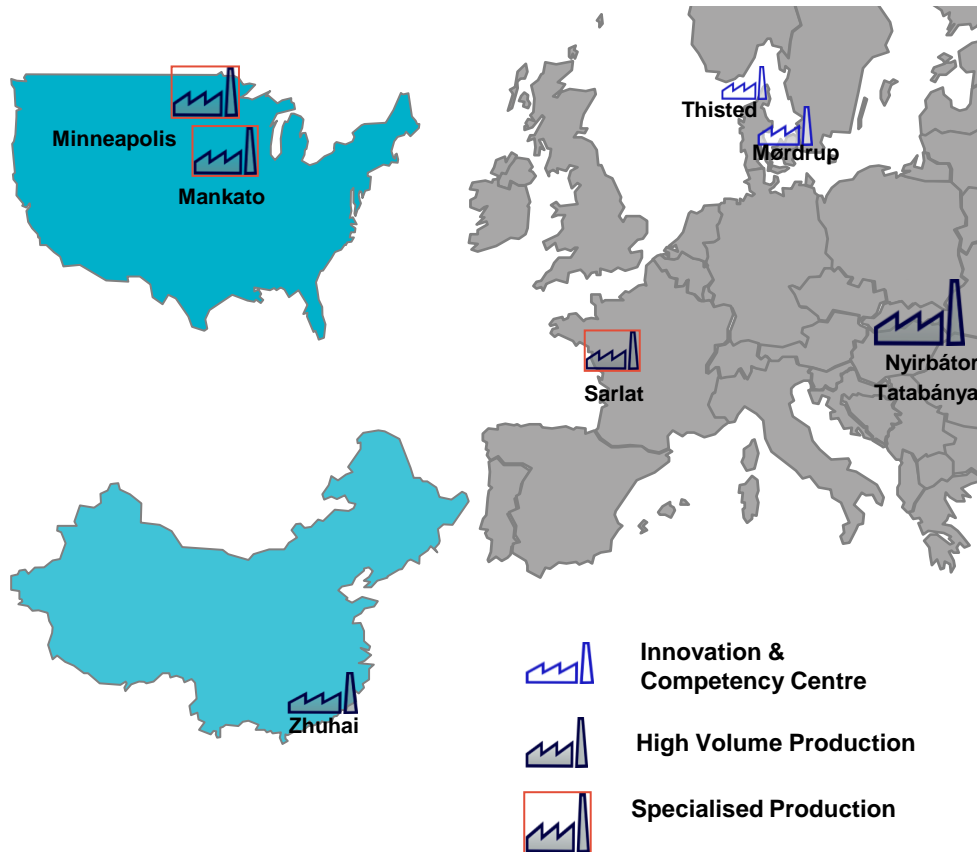 Minneapolis
Mankato
Thisted
Mørdrup
Nyirbátor
Tatabánya
Sarlat
Zhuhai
Innovation &
Competency Centre
High Volume Production
Specialised Production